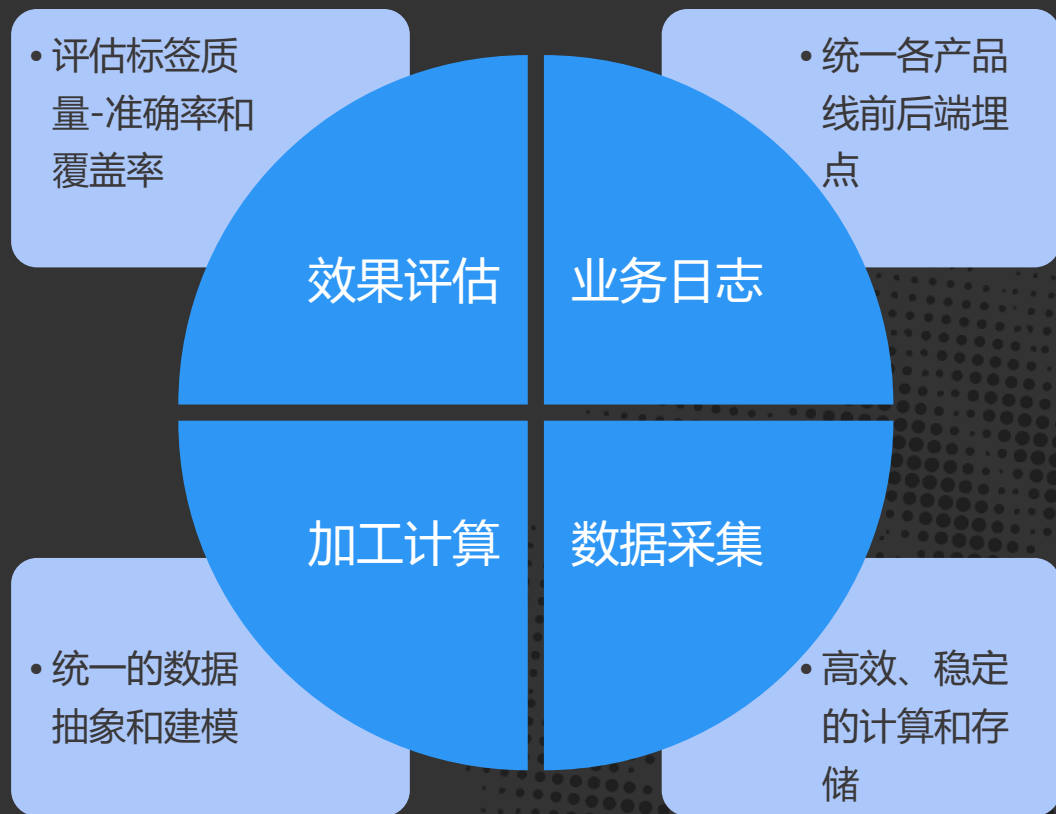 • 评估标签质
量-准确率和
覆盖率
• 统一各产品
线前后端埋
点
效果评估
业务日志
加工计算
数据采集
• 统一的数据
抽象和建模
• 高效、稳定
的计算和存
储